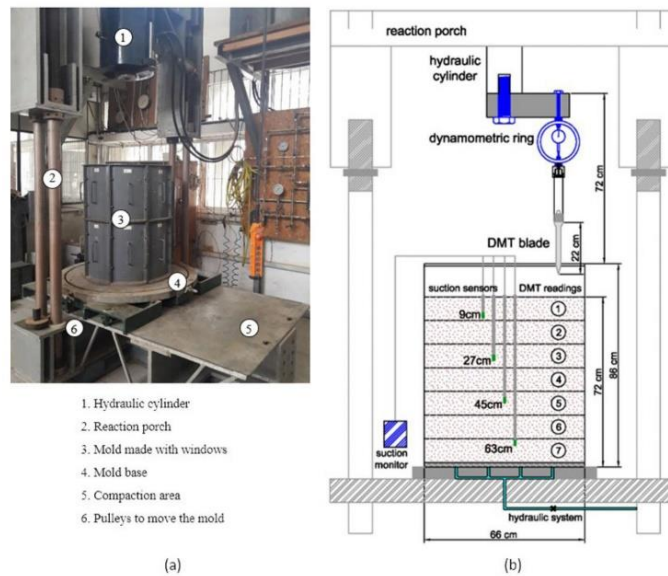 1
2
3
4
5
6
1. Hydraulic cylinder
2. Reaction porch
3. Mold made with windows
4. Mold base
5. Compaction area
6. Pulleys to move the mold
(a)
reaction porch
hydraulic
cylinder
dynamometric ring
72 cm
DMT blade
22 cm
suction sensors
DMT readings
9cm
1
2
27cm
3
4
45cm
5
6
63cm
7
72 cm
86 cm
suction
monitor
hydraulic system
66 cm
(b)